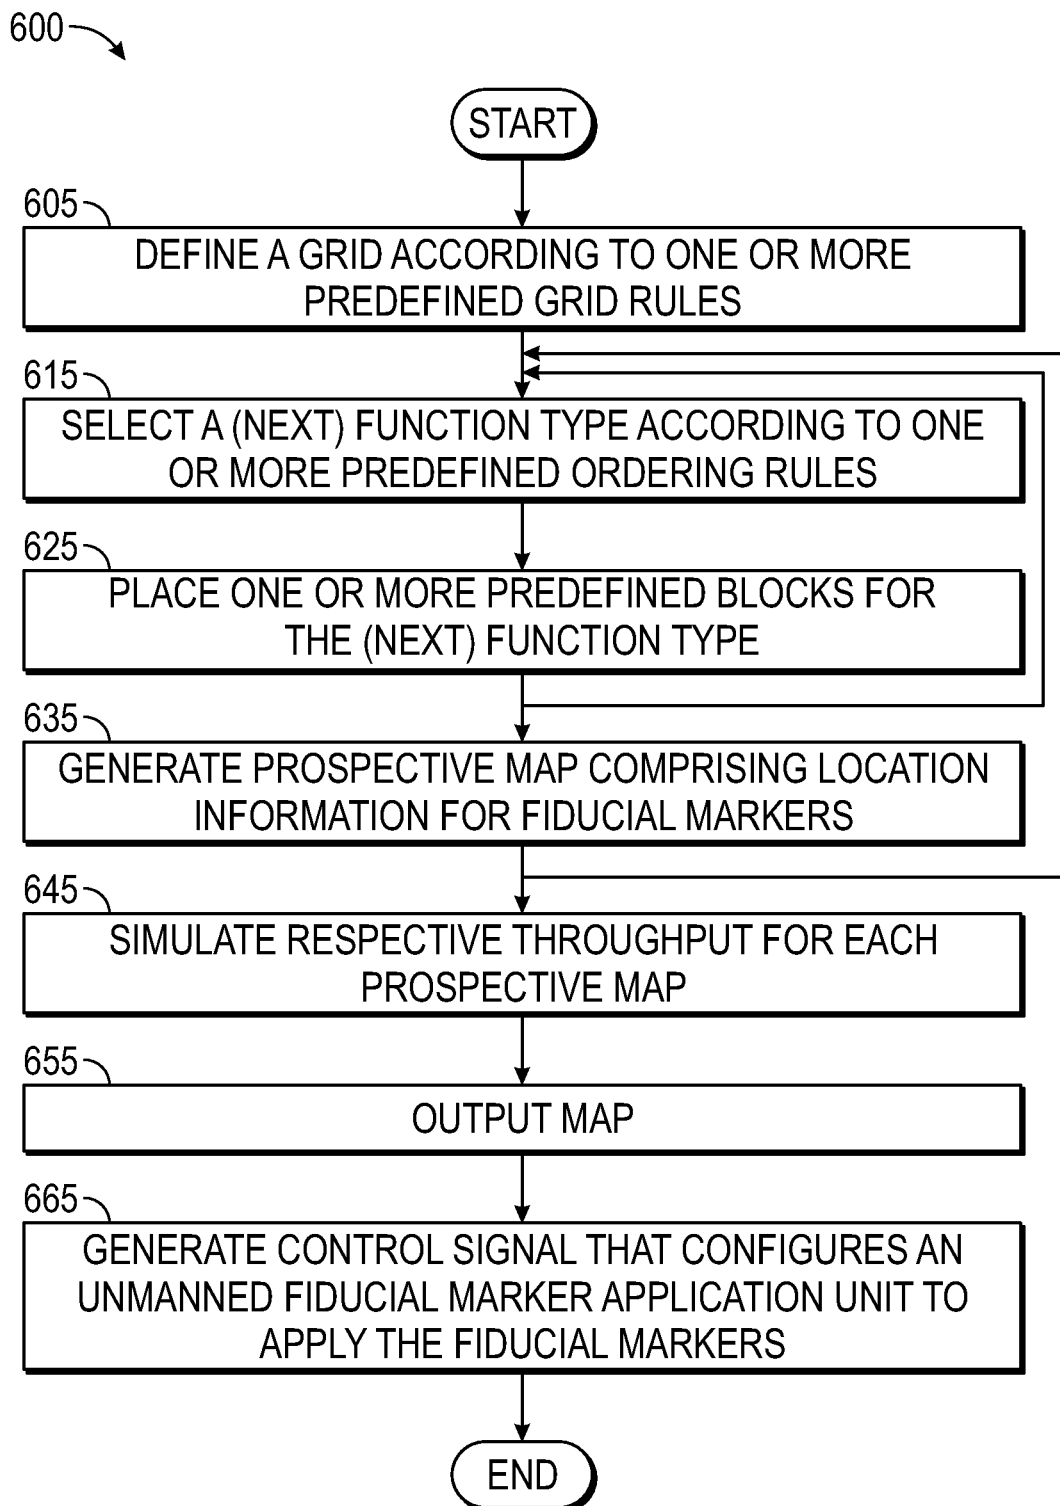 600
START
605
DEFINE A GRID ACCORDING TO ONE OR MORE
PREDEFINED GRID RULES
615
SELECT A (NEXT) FUNCTION TYPE ACCORDING TO ONE
OR MORE PREDEFINED ORDERING RULES
625
PLACE ONE OR MORE PREDEFINED BLOCKS FOR
THE (NEXT) FUNCTION TYPE
635
GENERATE PROSPECTIVE MAP COMPRISING LOCATION
INFORMATION FOR FIDUCIAL MARKERS
645
SIMULATE RESPECTIVE THROUGHPUT FOR EACH
PROSPECTIVE MAP
655
OUTPUT MAP
665
GENERATE CONTROL SIGNAL THAT CONFIGURES AN
UNMANNED FIDUCIAL MARKER APPLICATION UNIT TO
APPLY THE FIDUCIAL MARKERS
END